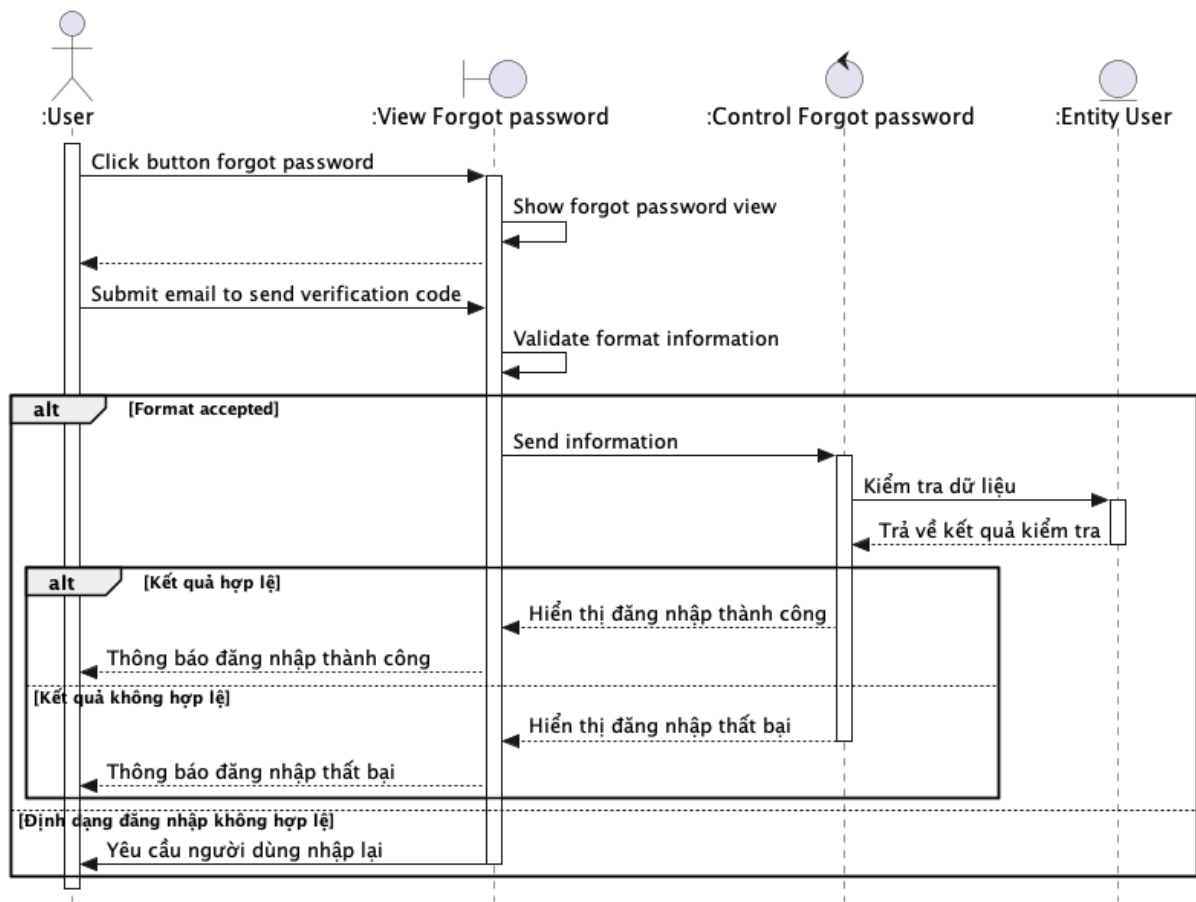 :User
:View Forgot password
:Control Forgot password
:Entity User
Click button forgot password
Show forgot password view
Submit email to send verification code
Validate format information
alt
[Format accepted]
Send information
Kiểm tra dữ liệu
Trả về kết quả kiểm tra
alt
[Kết quả hợp lệ]
Hiển thị đăng nhập thành công
Thông báo đăng nhập thành công
[Kết quả không hợp lệ]
Hiển thị đăng nhập thất bại
Thông báo đăng nhập thất bại
[Định dạng đăng nhập không hợp lệ]
Yêu cầu người dùng nhập lại